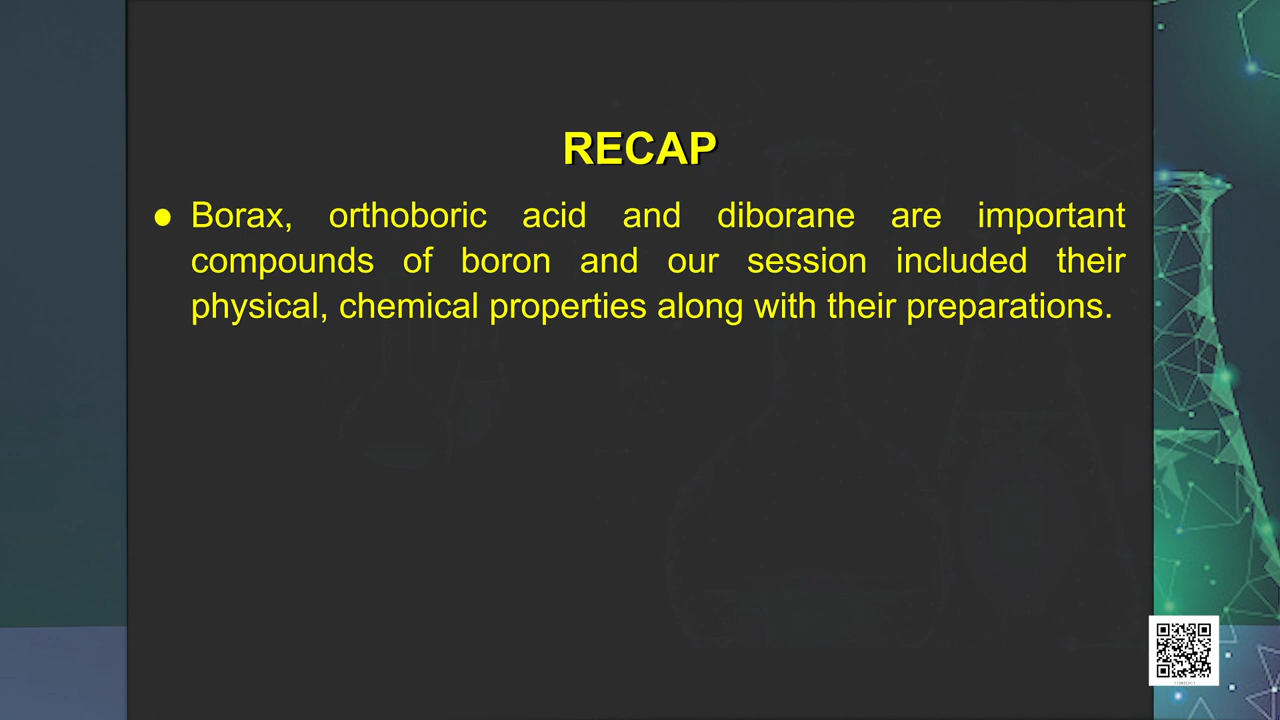 RECAP
● Borax, orthoboric acid and diborane are important
compounds of boron and our session included their
physical, chemical properties along with their preparations.